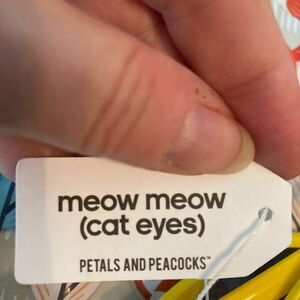 meow meow
(cat eyes)
PETALS AND PEACOCKS™